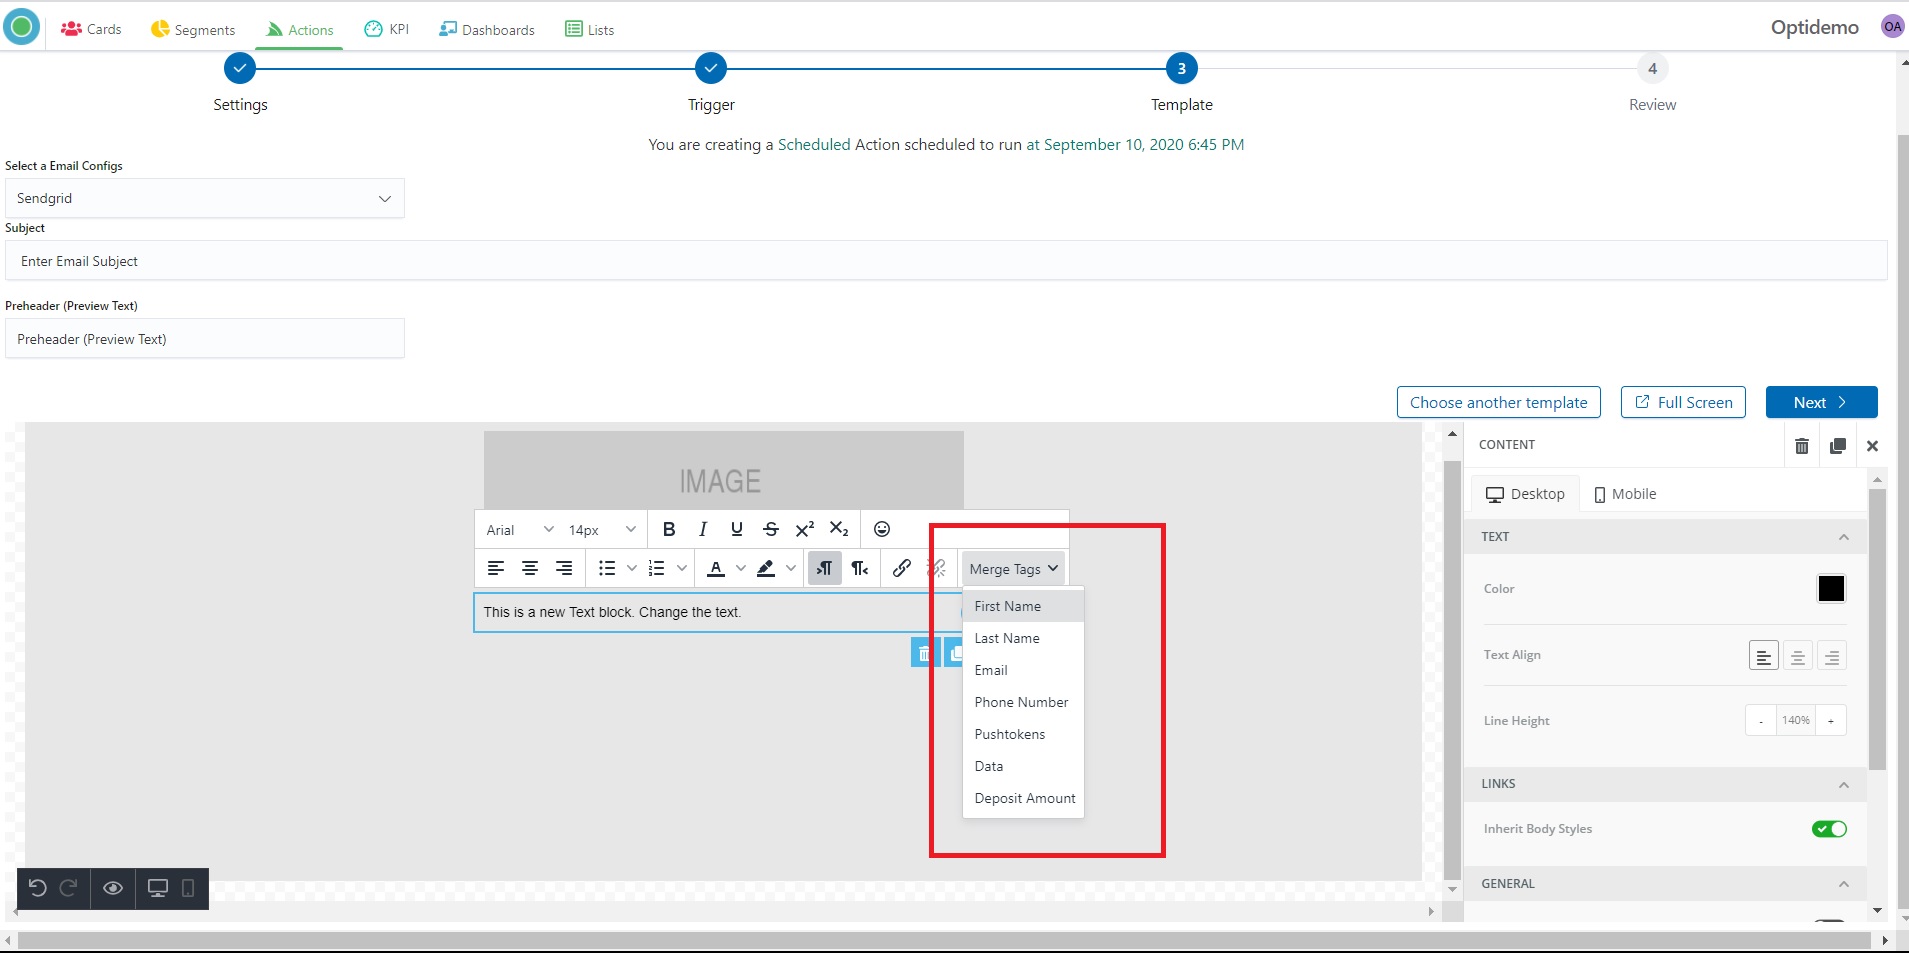 Cards Segments Actions KPI Dashboards Lists Optidemo OA
3 4
Settings Trigger Template Review
You are creating a Scheduled Action scheduled to run at September 10, 2020 6:45 PM
Select a Email Configs
Sendgrid
Subject
Enter Email Subject
Preheader (Preview Text)
Preheader (Preview Text)
Choose another template Full Screen Next
CONTENT
IMAGE
Desktop Mobile
Arial 14px B I U S X² X₂
TEXT
A Merge Tags
Color
This is a new Text block. Change the text.
First Name
Last Name
Email
Phone Number
Pushtokens
Data
Deposit Amount
Text Align
Line Height - 140% +
LINKS
Inherit Body Styles
GENERAL